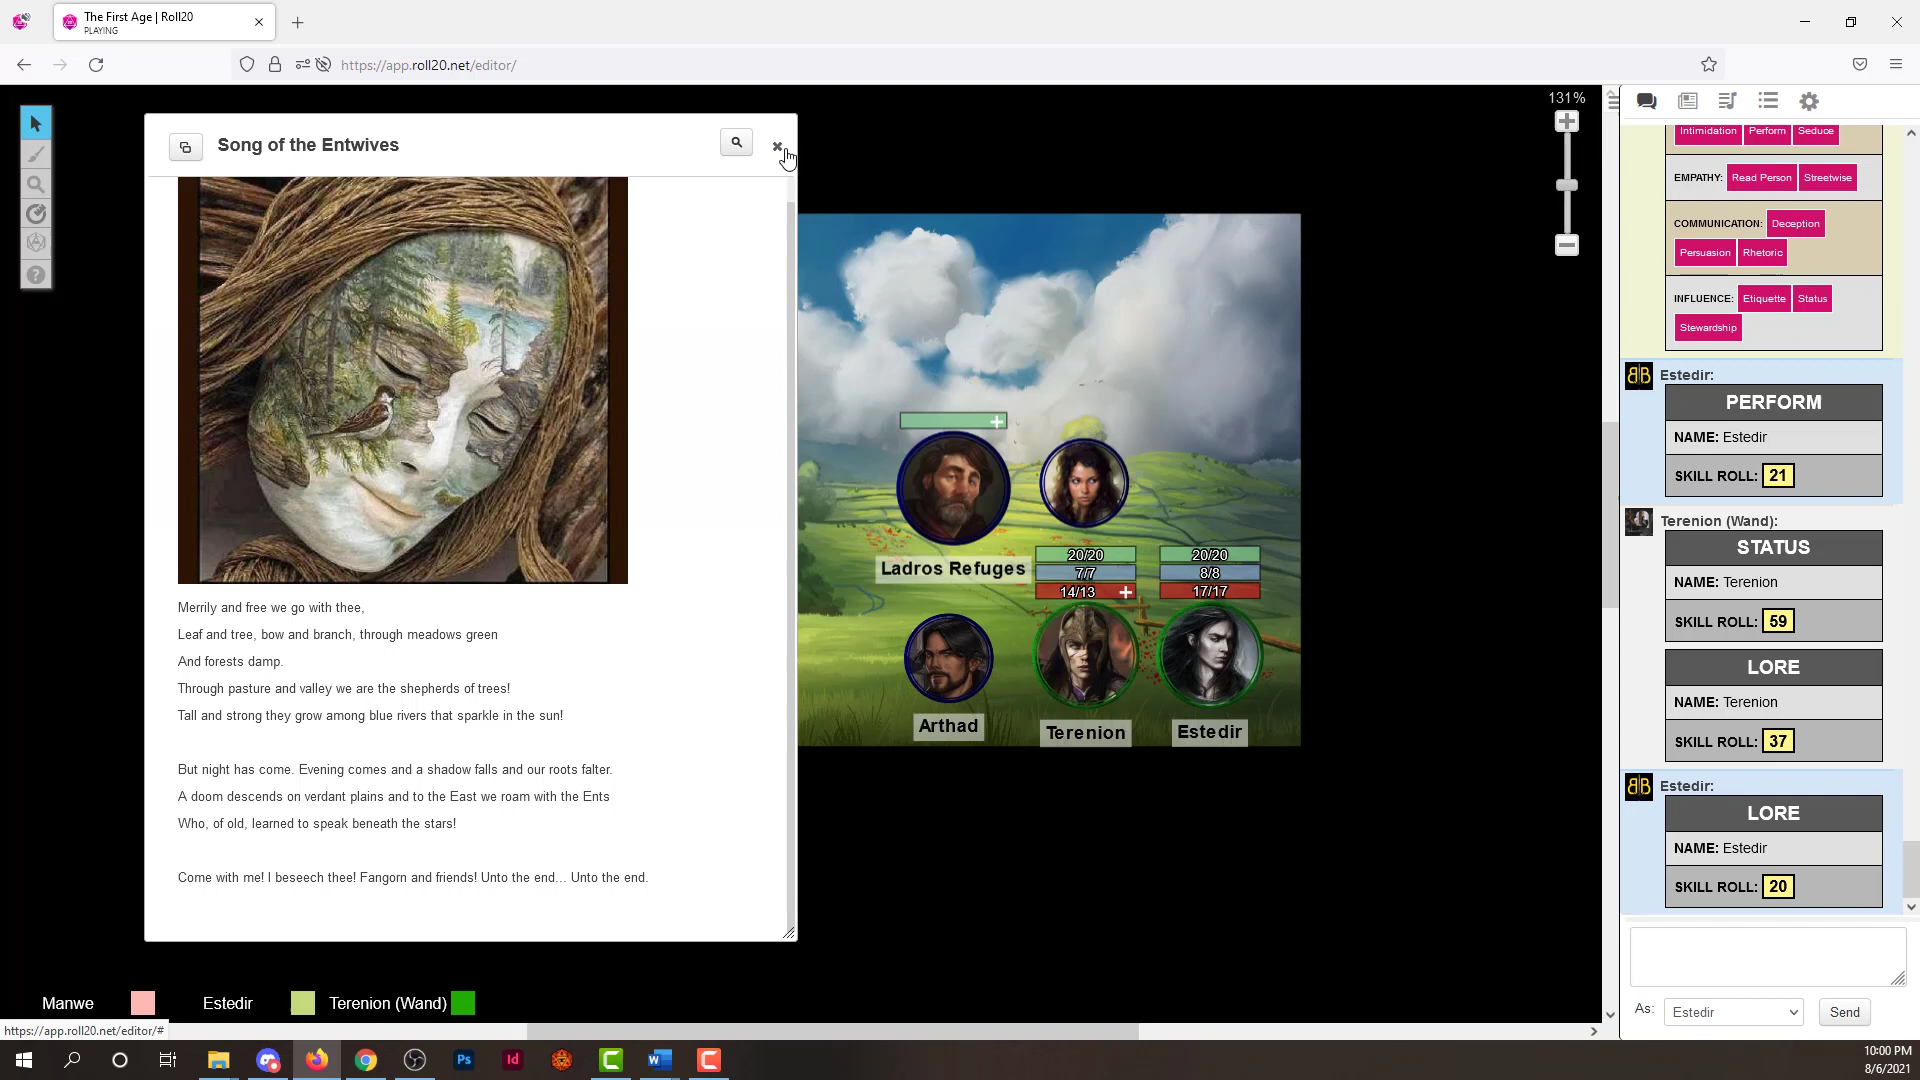 The First Age | Roll20
PLAYING
https://app.roll20.net/editor/
131%
Song of the Entwives
Merrily and free we go with thee,
Leaf and tree, bow and branch, through meadows green
And forests damp.
Through pasture and valley we are the shepherds of trees!
Tall and strong they grow among blue rivers that sparkle in the sun!
But night has come. Evening comes and a shadow falls and our roots falter.
A doom descends on verdant plains and to the East we roam with the Ents
Who, of old, learned to speak beneath the stars!
Come with me! I beseech thee! Fangorn and friends! Unto the end... Unto the end.
Ladros Refuges
20/20
7/7
14/13
20/20
8/8
17/17
Arthad
Terenion
Estedir
Manwe
Estedir
Terenion (Wand)
https://app.roll20.net/editor/#
Intimidation Perform Seduce
EMPATHY: Read Person Streetwise
COMMUNICATION: Deception
Persuasion Rhetoric
INFLUENCE: Etiquette Status
Stewardship
Estedir:
PERFORM
NAME: Estedir
SKILL ROLL: 21
Terenion (Wand):
STATUS
NAME: Terenion
SKILL ROLL: 59
LORE
NAME: Terenion
SKILL ROLL: 37
Estedir:
LORE
NAME: Estedir
SKILL ROLL: 20
As: Estedir Send
Ps
Id
10:00 PM
8/6/2021